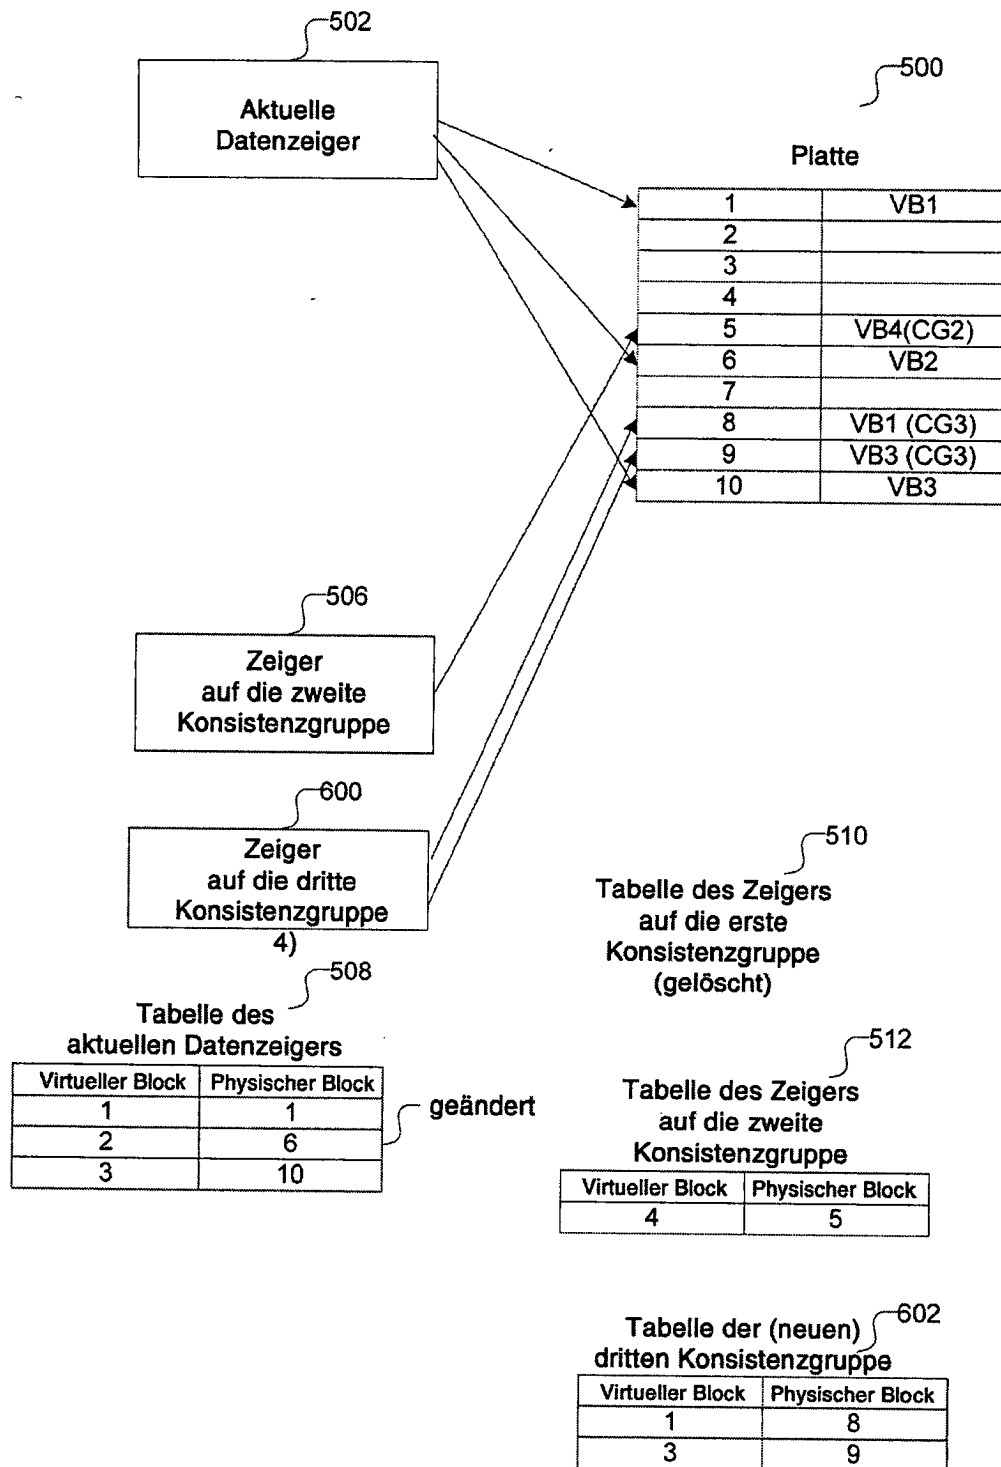 502
Aktuelle
Datenzeiger
500
Platte
1 VB1
2
3
4
5 VB4(CG2)
6 VB2
7
8 VB1 (CG3)
9 VB3 (CG3)
10 VB3
506
Zeiger
auf die zweite
Konsistenzgruppe
600
Zeiger
auf die dritte
Konsistenzgruppe
4)
510
Tabelle des Zeigers
auf die erste
Konsistenzgruppe
(gelöscht)
508
Tabelle des
aktuellen Datenzeigers
Virtueller Block Physischer Block
1 1
2 6
3 10
geändert
512
Tabelle des Zeigers
auf die zweite
Konsistenzgruppe
Virtueller Block Physischer Block
4 5
602
Tabelle der (neuen)
dritten Konsistenzgruppe
Virtueller Block Physischer Block
1 8
3 9